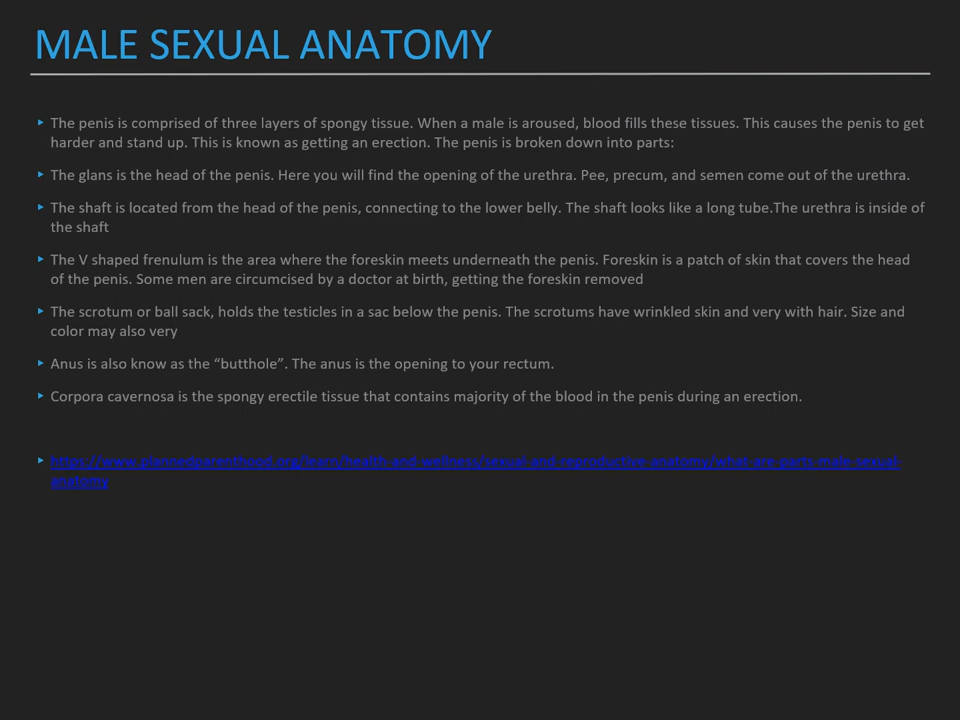 MALE SEXUAL ANATOMY
The penis is comprised of three layers of spongy tissue. When a male is aroused, blood fills these tissues. This causes the penis to get
harder and stand up. This is known as getting an erection. The penis is broken down into parts:
The glans is the head of the penis. Here you will find the opening of the urethra. Pee, precum, and semen come out of the urethra.
The shaft is located from the head of the penis, connecting to the lower belly. The shaft looks like a long tube.The urethra is inside of
the shaft
The V shaped frenulum is the area where the foreskin meets underneath the penis. Foreskin is a patch of skin that covers the head
of the penis. Some men are circumcised by a doctor at birth, getting the foreskin removed
The scrotum or ball sack, holds the testicles in a sac below the penis. The scrotums have wrinkled skin and very with hair. Size and
color may also very
Anus is also know as the “butthole”. The anus is the opening to your rectum.
Corpora cavernosa is the spongy erectile tissue that contains majority of the blood in the penis during an erection.
https://www.plannedparenthood.org/learn/health-and-wellness/sexual-and-reproductive-anatomy/what-are-parts-male-sexual-
anatomy